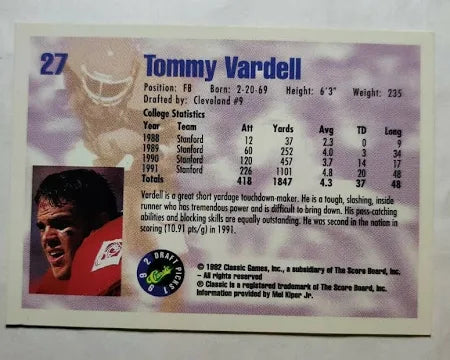 27 Tommy Vardell
Position: FB Born: 2-20-69 Height: 6'3" Weight: 235
Drafted by: Cleveland #9
College Statistics
Year Team Att Yards Avg TD Long
1988 Stanford 12 37 2.3 0 9
1989 Stanford 60 252 4.0 3 34
1990 Stanford 120 457 3.7 14 17
1991 Stanford 226 1101 4.8 20 48
Totals 418 1847 4.3 37 48
Vardell is a great short yardage touchdown-maker. He is a tough, slashing, inside
runner who has tremendous power and is difficult to bring down. His pass-catching
abilities and blocking skills are equally outstanding. He was second in the nation in
scoring (10.91 pts/g) in 1991.
© 1992 Classic Games, Inc., a subsidiary of The Score Board, Inc.
- All rights reserved
® Classic is a registered trademark of The Score Board, Inc.
Information provided by Mel Kiper Jr.
DRAFT PICKS 1992
Classic